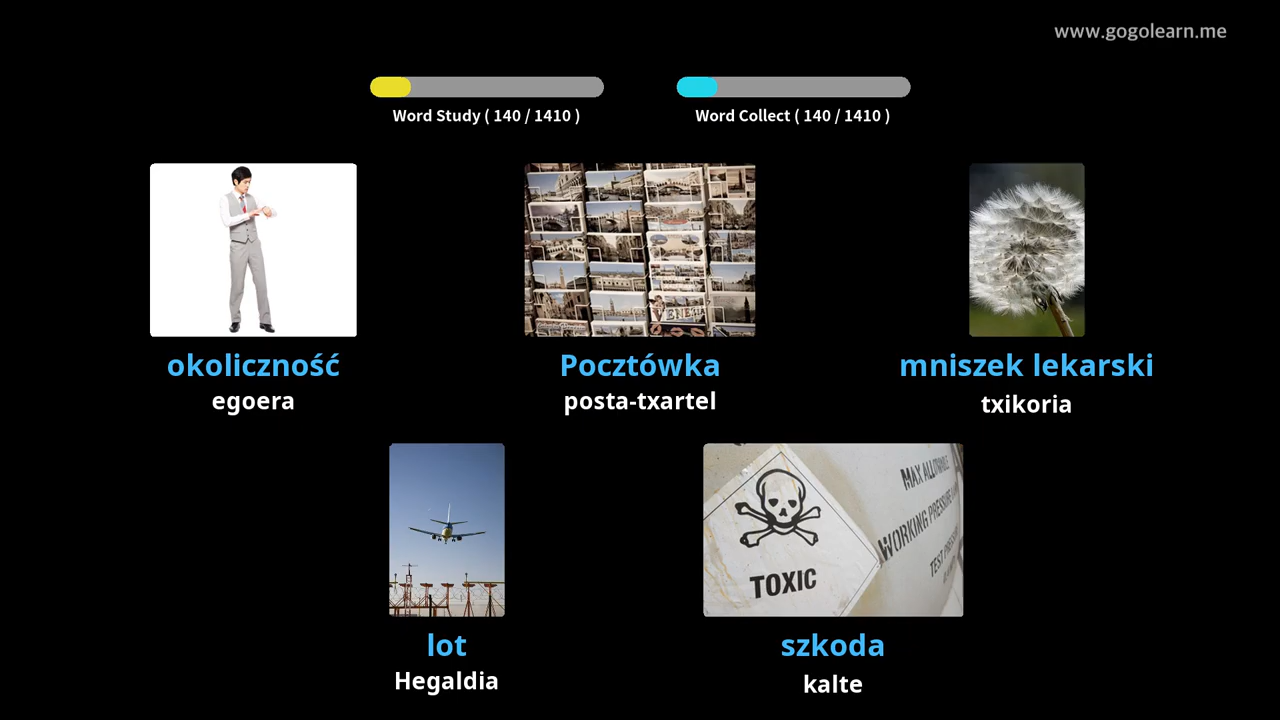 www.gogolearn.me
Word Study ( 140 / 1410 )
Word Collect ( 140 / 1410 )
okoliczność
egoera
Pocztówka
posta-txartel
mniszek lekarski
txikoria
lot
Hegaldia
TOXIC
MAX
WORKING PRESSURE
TEST
szkoda
kalte